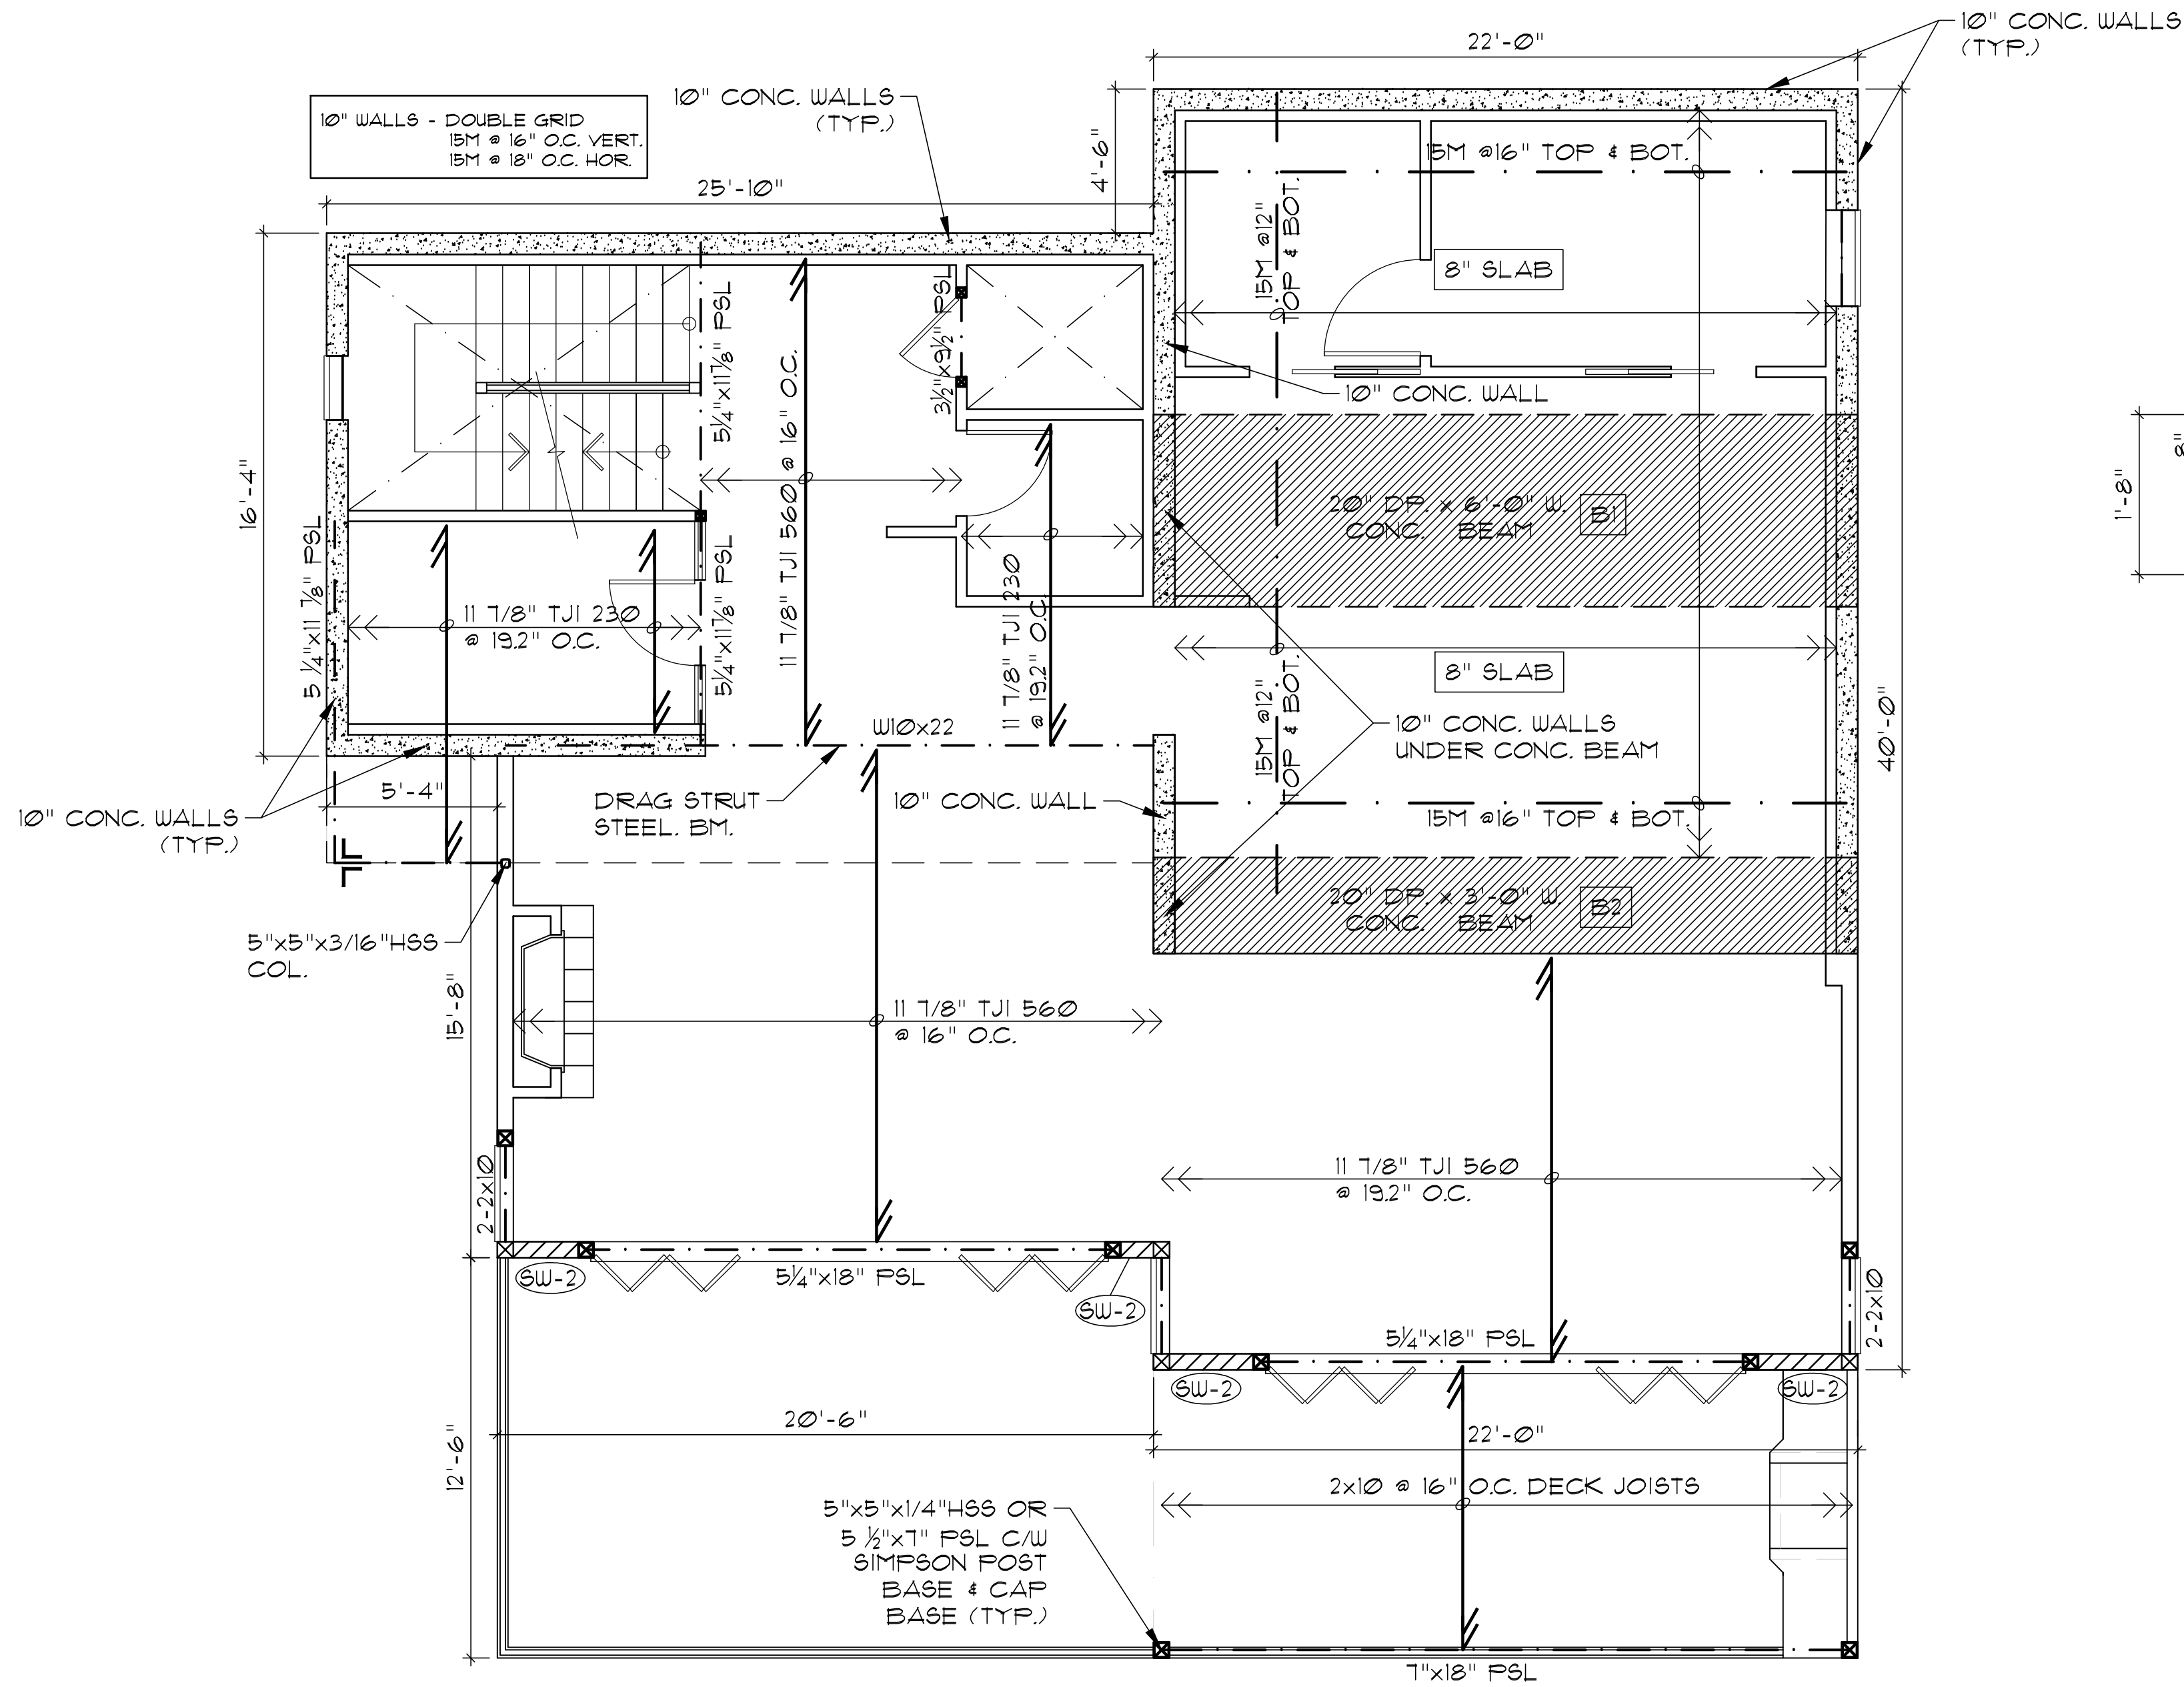 22'-0"
10" CONC. WALLS
(TYP.)
10" CONC. WALLS
(TYP.)
10" WALLS - DOUBLE GRID
15M @ 16" O.C. VERT.
15M @ 18" O.C. HOR.
4'-6"
25'-10"
15M @16" TOP & BOT.
15M @12"
TOP & BOT.
8" SLAB
5¼"x11⅞" PSL
3½"x9½" PSL
11 7/8" TJI 560 @ 16" O.C.
10" CONC. WALL
16'-4"
1'-8"
8"
20" DP. x 6'-0" W.
CONC. BEAM
B1
5 ¼"x11 ⅞" PSL
5¼"x11⅞" PSL
11 7/8" TJI 230
@ 19.2" O.C.
11 7/8" TJI 230
@ 19.2" O.C.
8" SLAB
W10x22
10" CONC. WALLS
UNDER CONC. BEAM
15M @12"
TOP & BOT.
40'-0"
5'-4"
DRAG STRUT
STEEL. BM.
10" CONC. WALL
15M @16" TOP & BOT.
10" CONC. WALLS
(TYP.)
20" DP. x 3'-0" W.
CONC. BEAM
B2
5"x5"x3/16"HSS
COL.
15'-8"
11 7/8" TJI 560
@ 16" O.C.
11 7/8" TJI 560
@ 19.2" O.C.
2-2x10
SW-2
5¼"x18" PSL
SW-2
2-2x10
5¼"x18" PSL
SW-2
SW-2
20'-6"
22'-0"
12'-6"
2x10 @ 16" O.C. DECK JOISTS
5"x5"x1/4"HSS OR
5 ½"x7" PSL C/W
SIMPSON POST
BASE & CAP
BASE (TYP.)
7"x18" PSL